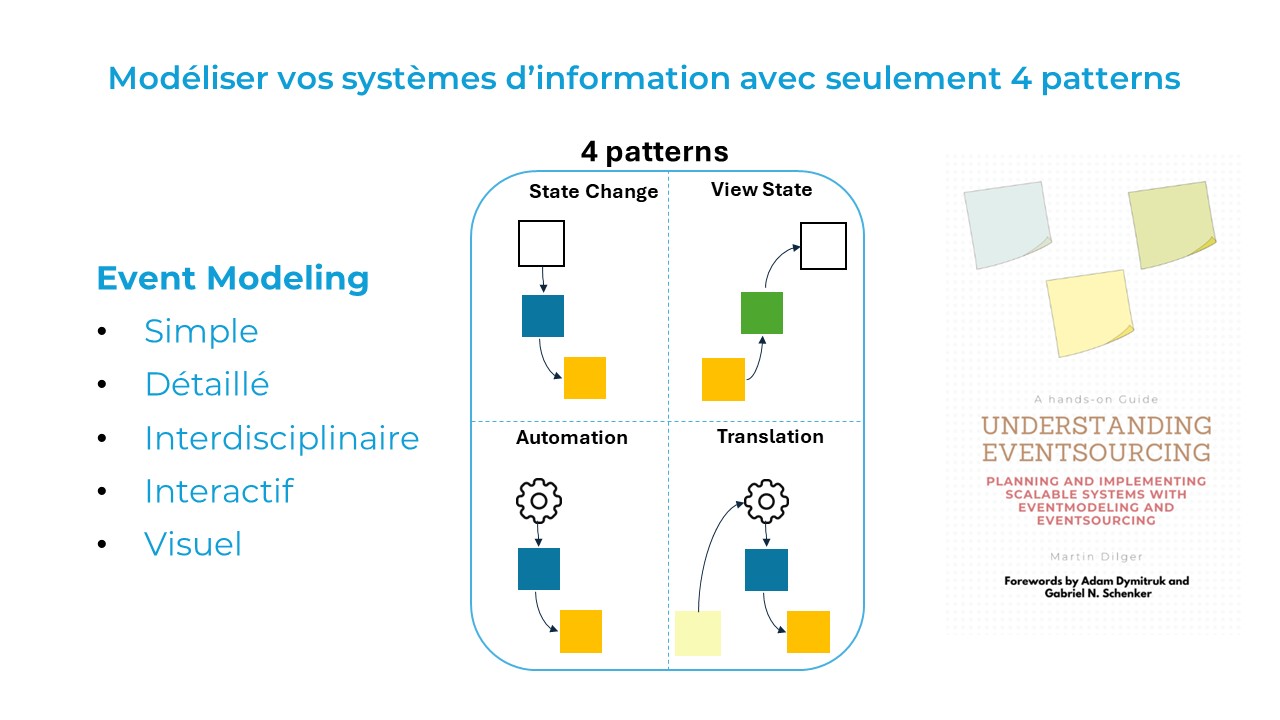 Modéliser vos systèmes d’information avec seulement 4 patterns
Event Modeling
• Simple
• Détaillé
• Interdisciplinaire
• Interactif
• Visuel
4 patterns
State Change
View State
Automation
Translation
A hands-on Guide
UNDERSTANDING
EVENTSOURCING
PLANNING AND IMPLEMENTING
SCALABLE SYSTEMS WITH
EVENTMODELING AND
EVENTSOURCING
Martin Dilger
Forewords by Adam Dymitruk and
Gabriel N. Schenker